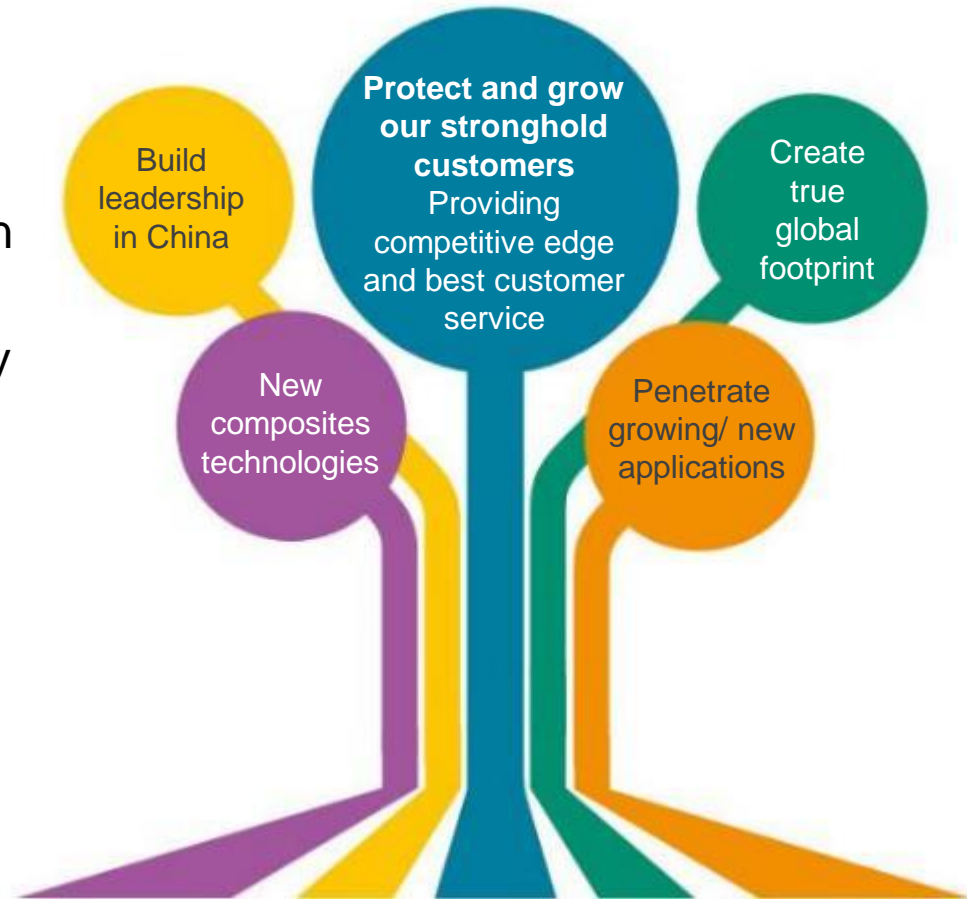 Protect and grow
our stronghold
customers
Providing
competitive edge
and best customer
service
Build
leadership
in China
Create
true
global
footprint
New
composites
technologies
Penetrate
growing/ new
applications